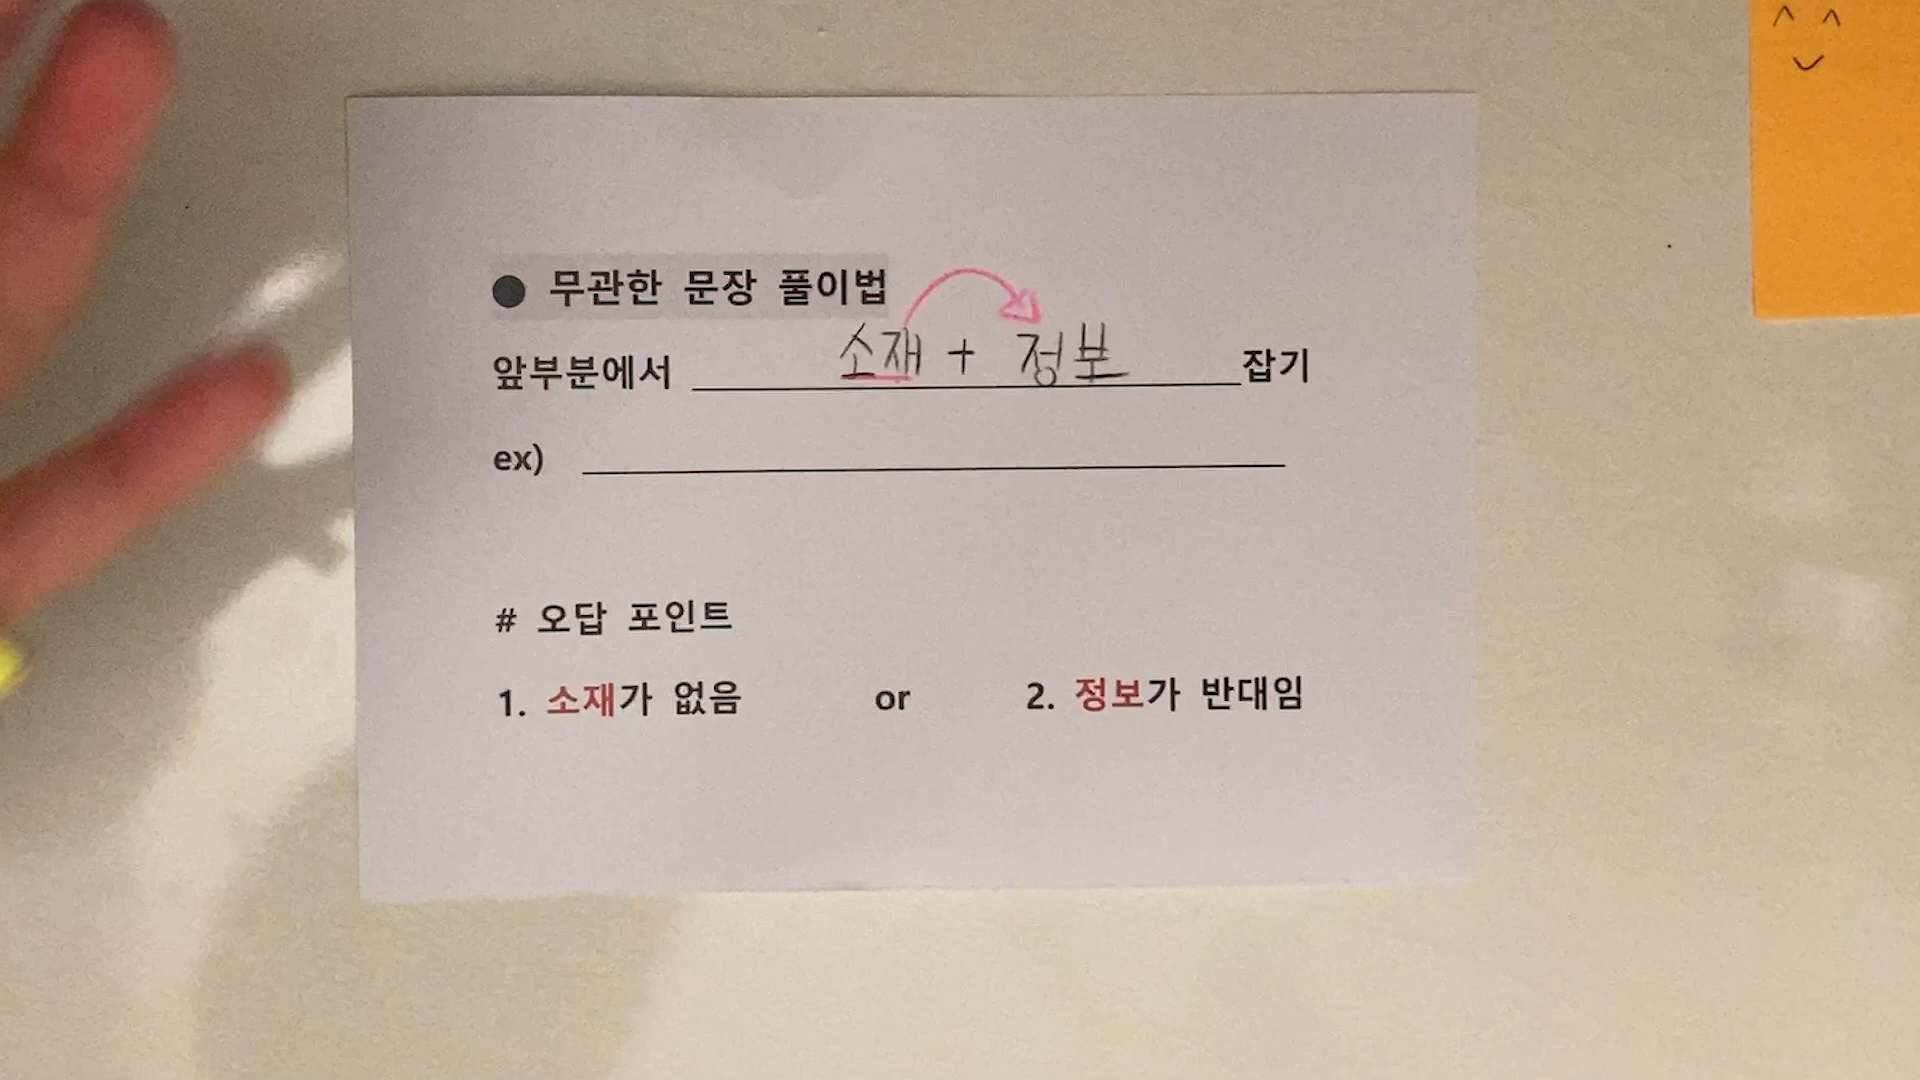 ● 무관한 문장 풀이법
앞부분에서 소재 + 정보 잡기
ex)
# 오답 포인트
1. 소재가 없음 or 2. 정보가 반대임